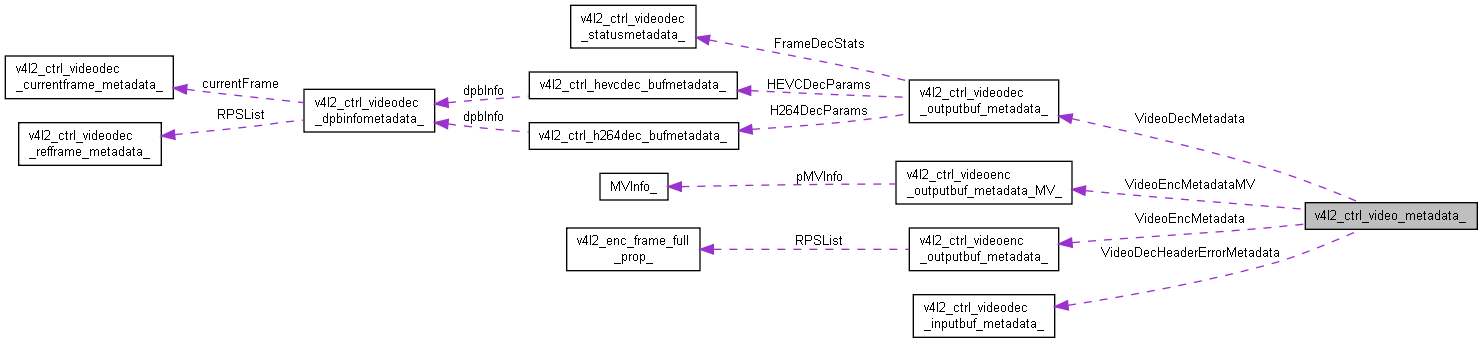 v4l2_ctrl_videodec
_statusmetadata_
FrameDecStats
v4l2_ctrl_videodec
_currentframe_metadata_
currentFrame
v4l2_ctrl_hevcdec_bufmetadata_
dpbInfo
HEVCDecParams
v4l2_ctrl_videodec
_outputbuf_metadata_
v4l2_ctrl_videodec
_dpbinfometadata_
RPSList
dpbInfo
H264DecParams
VideoDecMetadata
v4l2_ctrl_videodec
_refframe_metadata_
v4l2_ctrl_h264dec_bufmetadata_
MVInfo_
pMVInfo
v4l2_ctrl_videoenc
_outputbuf_metadata_MV_
VideoEncMetadataMV
v4l2_ctrl_video_metadata_
VideoEncMetadata
v4l2_enc_frame_full
_prop_
RPSList
v4l2_ctrl_videoenc
_outputbuf_metadata_
VideoDecHeaderErrorMetadata
v4l2_ctrl_videodec
_inputbuf_metadata_